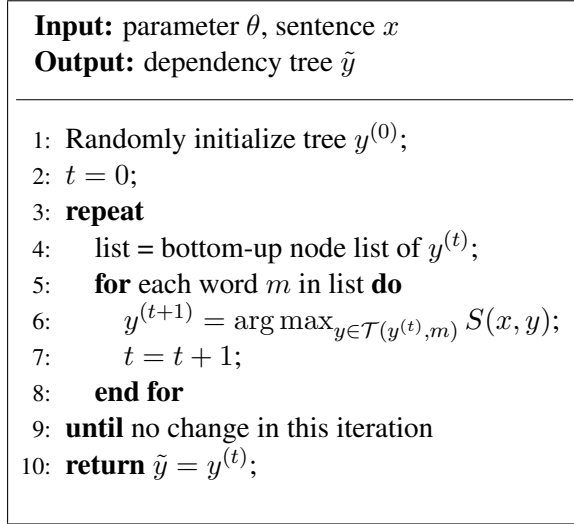 Input: parameter θ, sentence x
Output: dependency tree ỹ
1: Randomly initialize tree y^(0);
2: t = 0;
3: repeat
4: list = bottom-up node list of y^(t);
5: for each word m in list do
6: y^(t+1) = arg max_{y∈𝒯(y^(t),m)} S(x, y);
7: t = t + 1;
8: end for
9: until no change in this iteration
10: return ỹ = y^(t);